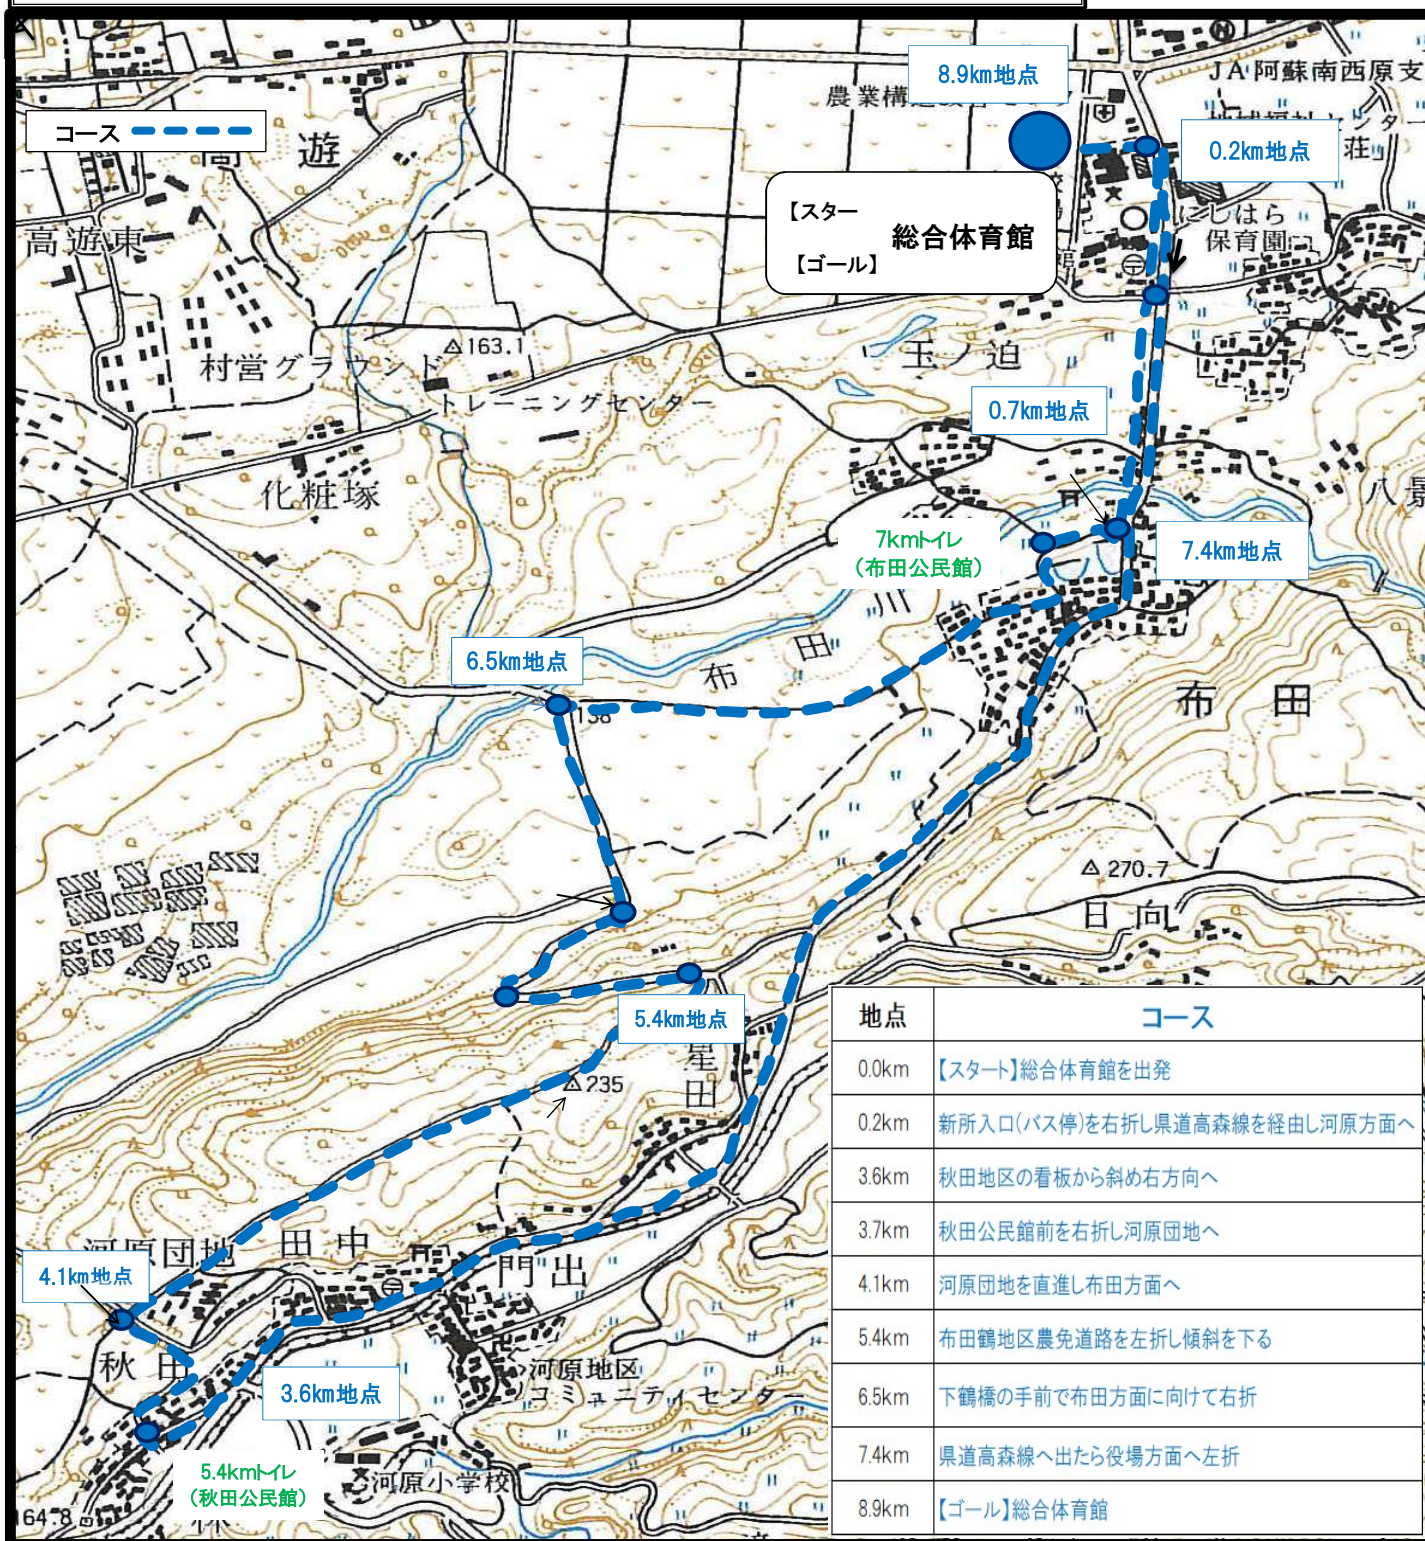 8.9km地点
JA阿蘇南西原支
コース
高遊
0.2km地点
荘
【スター
総合体育館
【ゴール】
にしはら
保育園
高遊東
村営グラウンド
163.1
トレーニングセンター
玉ノ迫
0.7km地点
化粧塚
八景
7kmトイレ
（布田公民館）
7.4km地点
布田川
6.5km地点
138
布田
270.7
日向
5.4km地点
星田
235
河原団地
田中
門出
4.1km地点
秋田
3.6km地点
河原地区
コミュニティセンター
5.4kmトイレ
（秋田公民館）
河原小学校
164.8
地点 コース
0.0km 【スタート】総合体育館を出発
0.2km 新所入口(バス停)を右折し県道高森線を経由し河原方面へ
3.6km 秋田地区の看板から斜め右方向へ
3.7km 秋田公民館前を右折し河原団地へ
4.1km 河原団地を直進し布田方面へ
5.4km 布田鶴地区農免道路を左折し傾斜を下る
6.5km 下鶴橋の手前で布田方面に向けて右折
7.4km 県道高森線へ出たら役場方面へ左折
8.9km 【ゴール】総合体育館